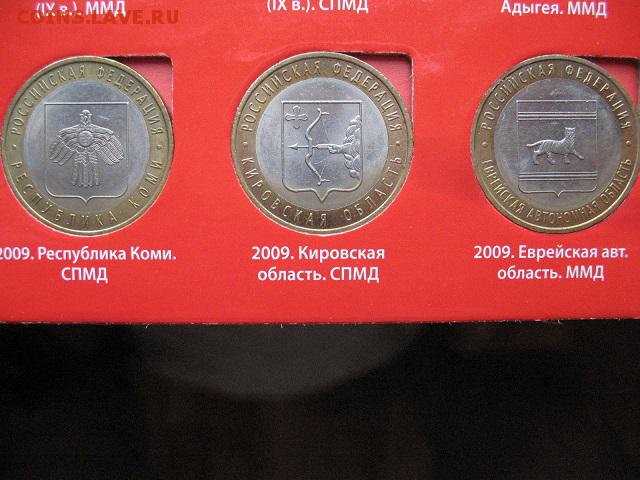 COINS.LAVE.RU
(IX в.). ММД
(IX в.). СПМД
Адыгея. ММД
РОССИЙСКАЯ ФЕДЕРАЦИЯ
РЕСПУБЛИКА КОМИ
РОССИЙСКАЯ ФЕДЕРАЦИЯ
КИРОВСКАЯ ОБЛАСТЬ
РОССИЙСКАЯ ФЕДЕРАЦИЯ
ЕВРЕЙСКАЯ АВТОНОМНАЯ ОБЛАСТЬ
2009. Республика Коми.
СПМД
2009. Кировская
область. СПМД
2009. Еврейская авт.
область. ММД